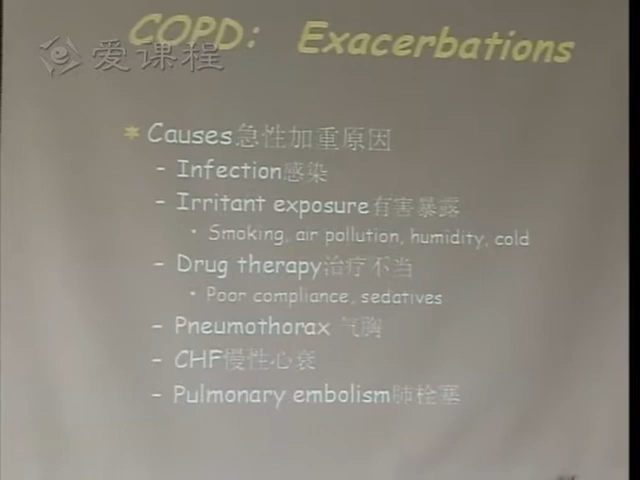 COPD: Exacerbations
爱课程
* Causes急性加重原因
- Infection感染
- Irritant exposure有害暴露
• Smoking, air pollution, humidity, cold
- Drug therapy治疗不当
• Poor compliance, sedatives
- Pneumothorax 气胸
- CHF慢性心衰
- Pulmonary embolism肺栓塞